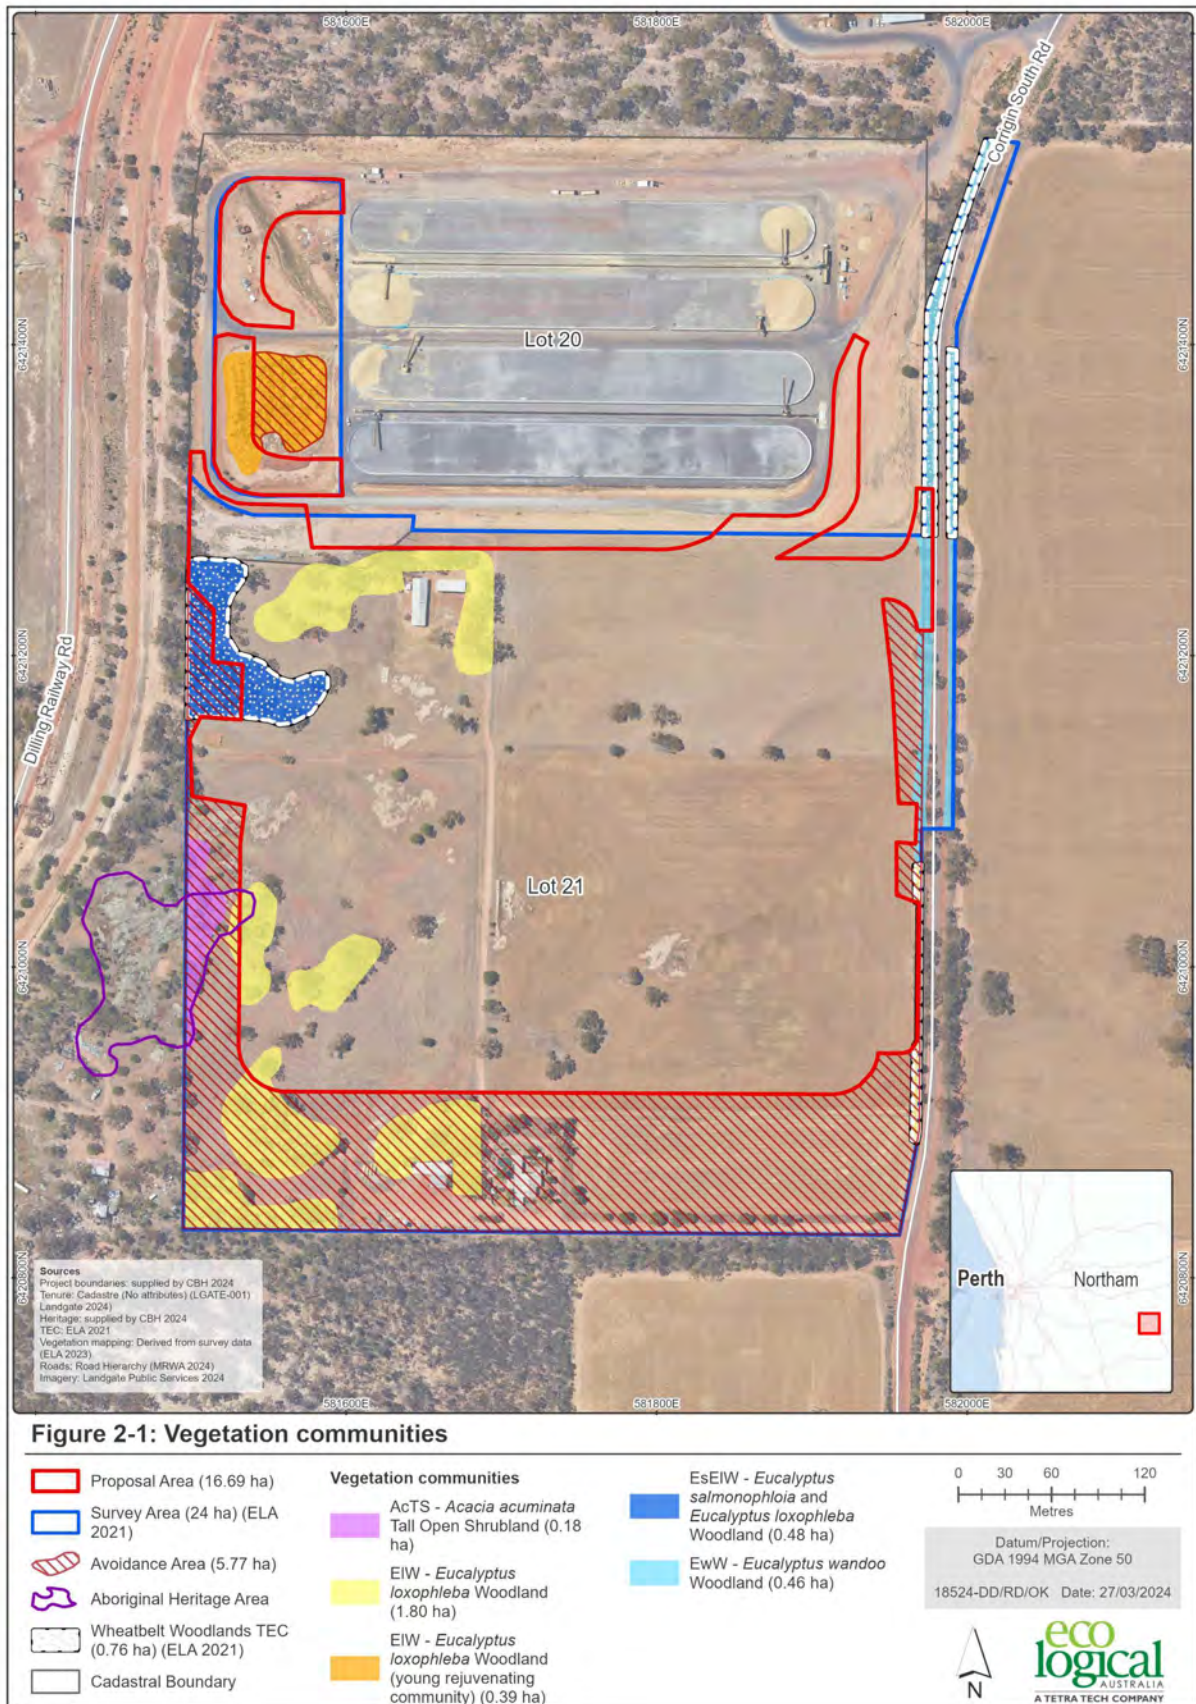 581600E
581800E
582000E
Corrigin South Rd
6421400N
6421400N
Lot 20
6421200N
6421200N
Dilling Railway Rd
Lot 21
6421000N
6421000N
6420800N
6420800N
Sources
Project boundaries: supplied by CBH 2024
Tenure: Cadastre (No attributes) (LGATE-001)
Landgate 2024)
Heritage: supplied by CBH 2024
TEC: ELA 2021
Vegetation mapping: Derived from survey data
(ELA 2023)
Roads: Road Hierarchy (MRWA 2024)
Imagery: Landgate Public Services 2024
Perth
Northam
581600E
581800E
582000E
Figure 2-1: Vegetation communities
Proposal Area (16.69 ha)
Survey Area (24 ha) (ELA
2021)
Avoidance Area (5.77 ha)
Aboriginal Heritage Area
Wheatbelt Woodlands TEC
(0.76 ha) (ELA 2021)
Cadastral Boundary
Vegetation communities
AcTS - Acacia acuminata
Tall Open Shrubland (0.18
ha)
ElW - Eucalyptus
loxophleba Woodland
(1.80 ha)
ElW - Eucalyptus
loxophleba Woodland
(young rejuvenating
community) (0.39 ha)
EsElW - Eucalyptus
salmonophloia and
Eucalyptus loxophleba
Woodland (0.48 ha)
EwW - Eucalyptus wandoo
Woodland (0.46 ha)
0 30 60 120
Metres
Datum/Projection:
GDA 1994 MGA Zone 50
18524-DD/RD/OK Date: 27/03/2024
N
eco
logical
AUSTRALIA
A TETRA TECH COMPANY